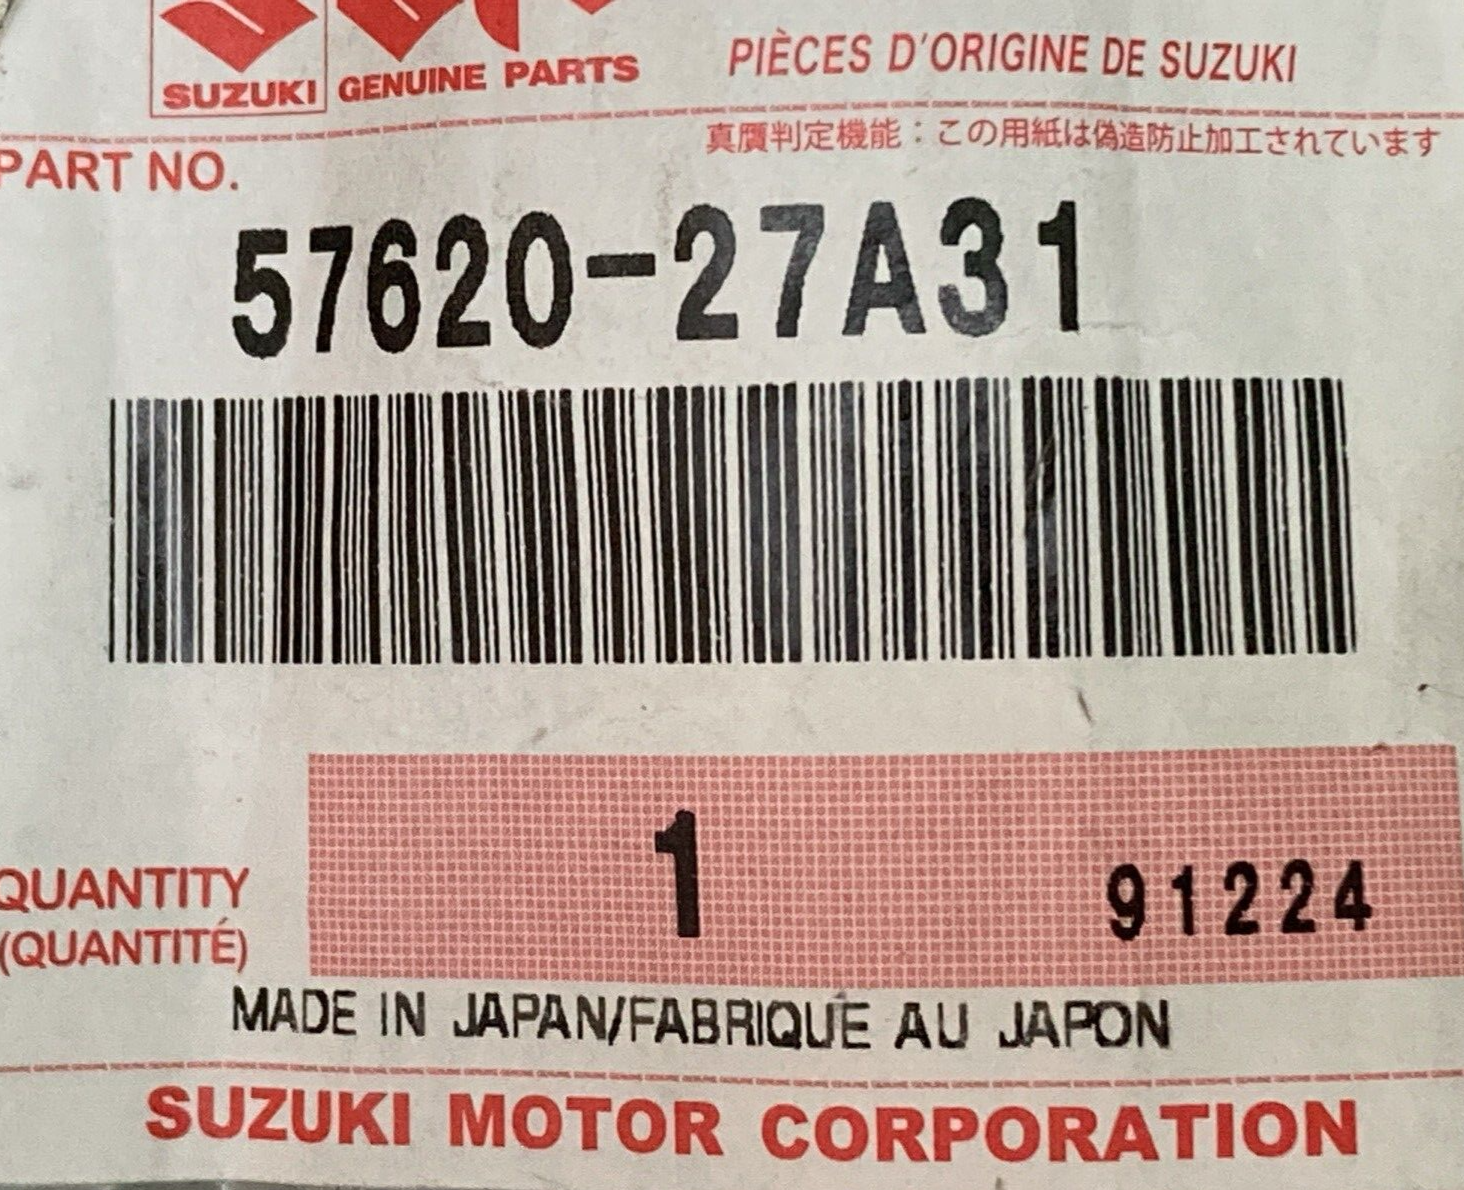 SUZUKI GENUINE PARTS
PIÈCES D'ORIGINE DE SUZUKI
真贋判定機能：この用紙は偽造防止加工されています
PART NO.
57620-27A31
1
91224
QUANTITY
(QUANTITÉ)
MADE IN JAPAN/FABRIQUÉ AU JAPON
SUZUKI MOTOR CORPORATION